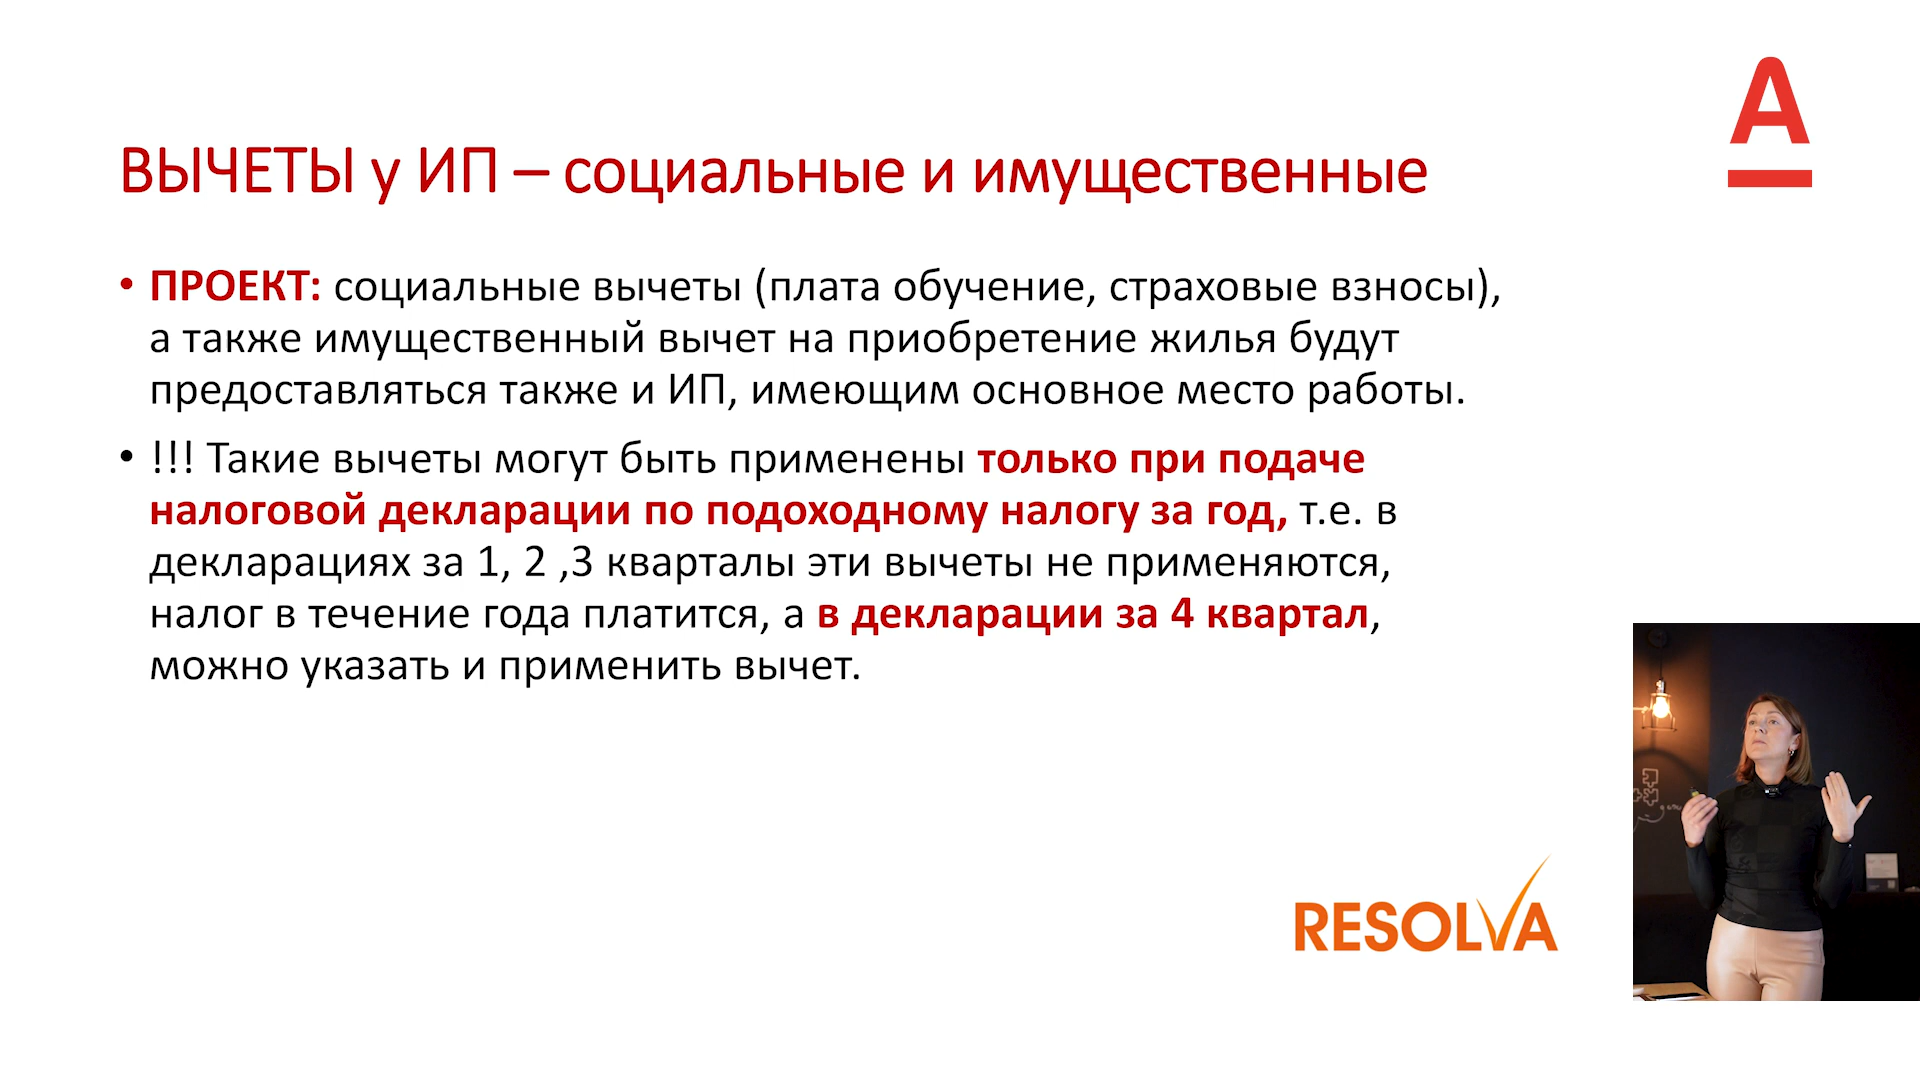 А
ВЫЧЕТЫ у ИП – социальные и имущественные
• ПРОЕКТ: социальные вычеты (плата обучение, страховые взносы),
а также имущественный вычет на приобретение жилья будут
предоставляться также и ИП, имеющим основное место работы.
• !!! Такие вычеты могут быть применены только при подаче
налоговой декларации по подоходному налогу за год, т.е. в
декларациях за 1, 2 ,3 кварталы эти вычеты не применяются,
налог в течение года платится, а в декларации за 4 квартал,
можно указать и применить вычет.
RESOLVA